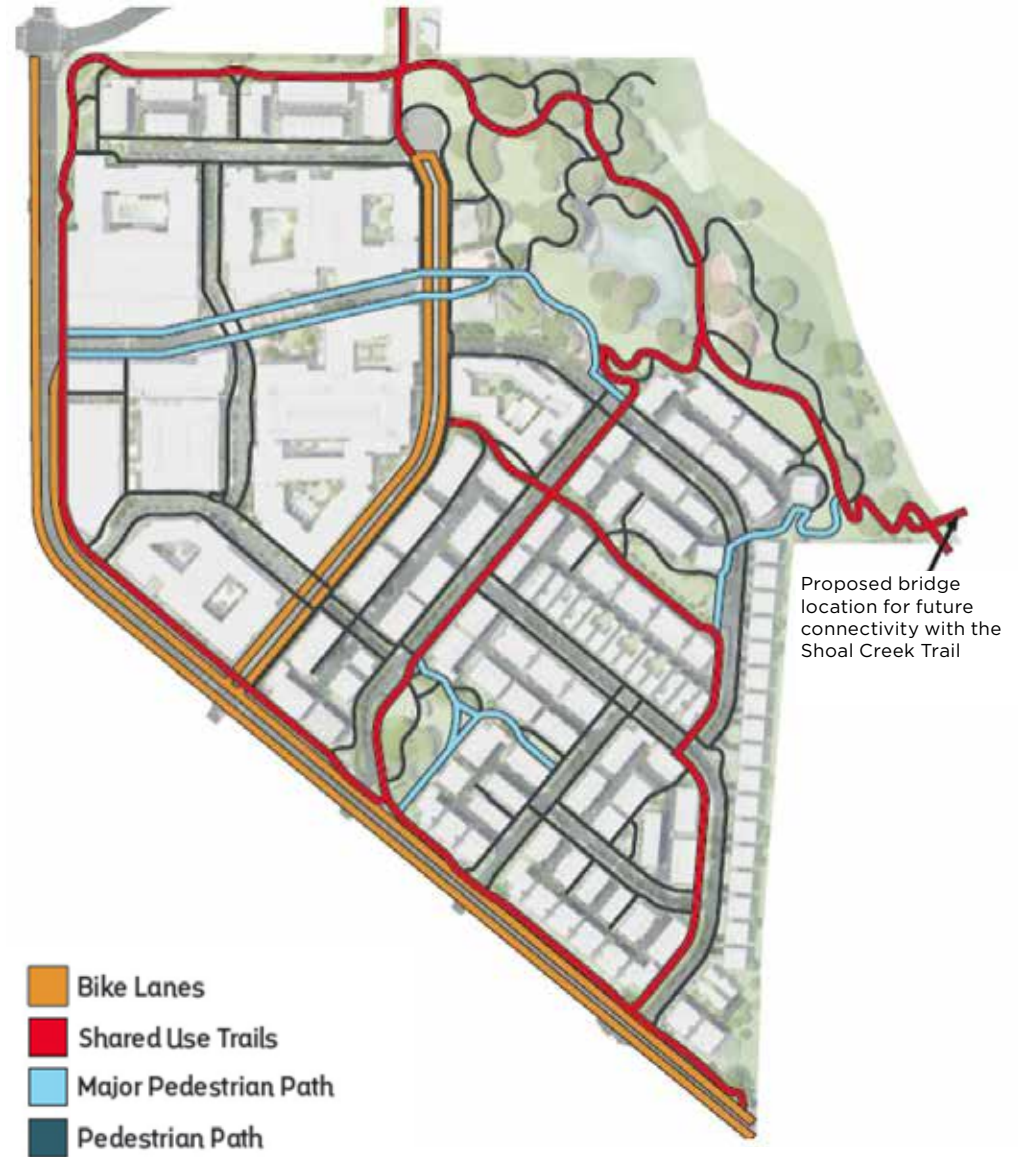 Proposed bridge
location for future
connectivity with the
Shoal Creek Trail
Bike Lanes
Shared Use Trails
Major Pedestrian Path
Pedestrian Path